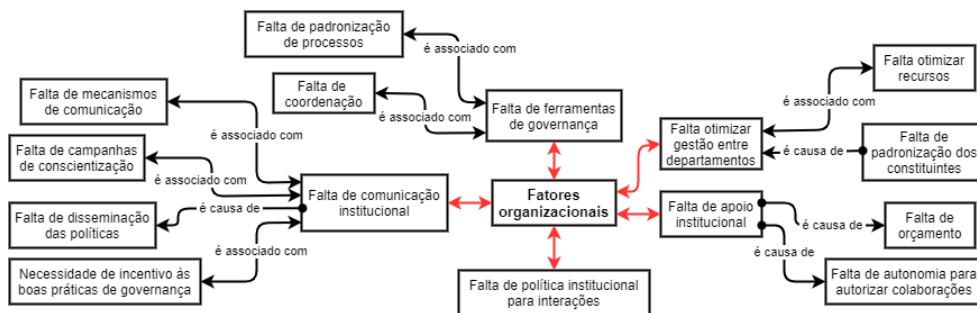 Falta de padronização
de processos
é associado com
Falta de
coordenação
é associado com
Falta de ferramentas
de governança
Falta otimizar
recursos
é associado com
Falta otimizar
gestão entre
departamentos
é causa de
Falta de
padronização dos
constituintes
Falta de mecanismos
de comunicação
é associado com
Falta de campanhas
de conscientização
é associado com
Falta de comunicação
institucional
é causa de
Falta de disseminação
das políticas
é associado com
Necessidade de incentivo ás
boas práticas de governança
Fatores
organizacionais
Falta de apoio
institucional
é causa de
Falta de
orçamento
é causa de
Falta de autonomia para
autorizar colaborações
Falta de política institucional
para interações